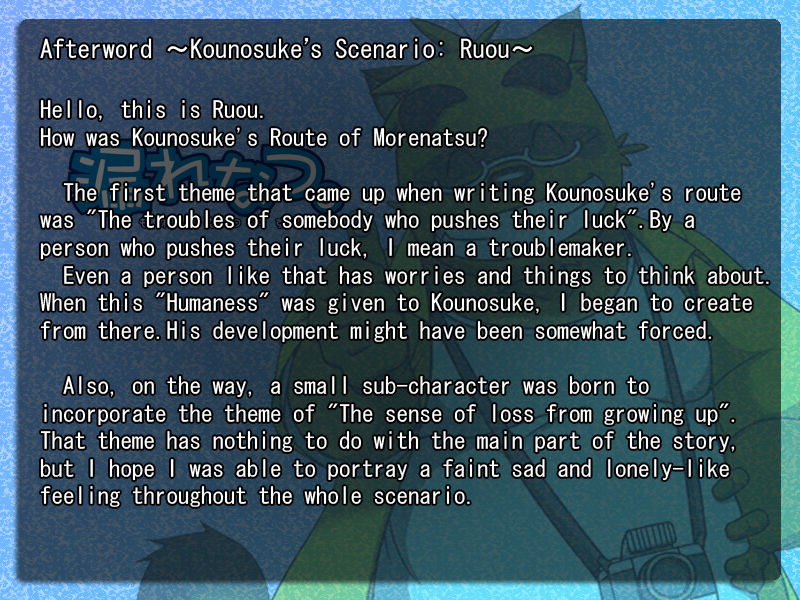 Afterword ～Kounosuke's Scenario: Ruou～
Hello, this is Ruou.
How was Kounosuke's Route of Morenatsu?
漏れなつ
The first theme that came up when writing Kounosuke's route
was "The troubles of somebody who pushes their luck".By a
person who pushes their luck, I mean a troublemaker.
Even a person like that has worries and things to think about.
When this "Humaness" was given to Kounosuke, I began to create
from there.His development might have been somewhat forced.
Also, on the way, a small sub-character was born to
incorporate the theme of "The sense of loss from growing up".
That theme has nothing to do with the main part of the story,
but I hope I was able to portray a faint sad and lonely-like
feeling throughout the whole scenario.